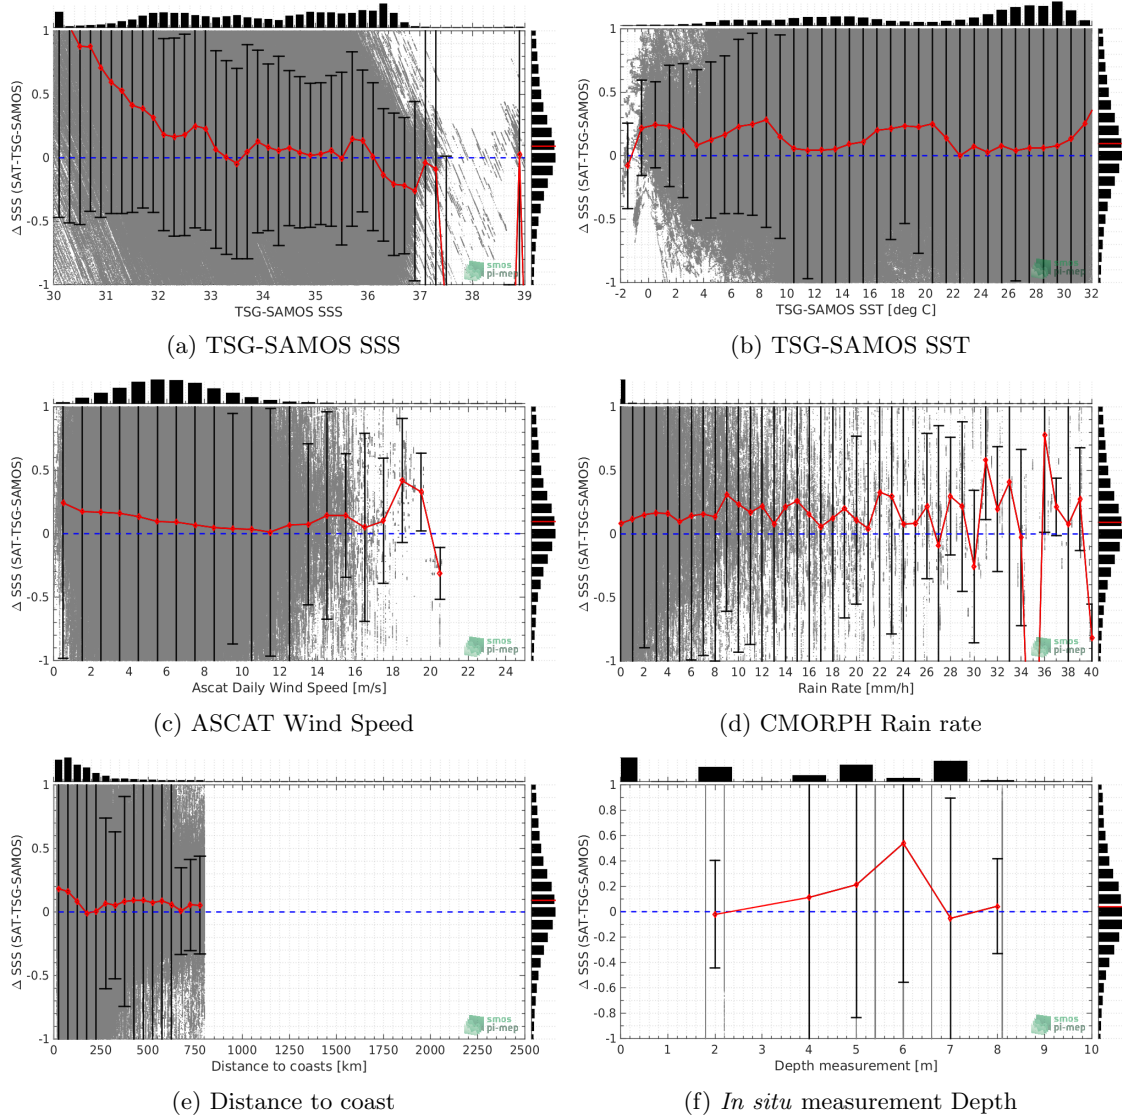 1
0.5
0
-0.5
-1
Δ SSS (SAT-TSG-SAMOS)
30 31 32 33 34 35 36 37 38 39
TSG-SAMOS SSS
smos
pi-mep
(a) TSG-SAMOS SSS
1
0.5
0
-0.5
-1
Δ SSS (SAT-TSG-SAMOS)
-2 0 2 4 6 8 10 12 14 16 18 20 22 24 26 28 30 32
TSG-SAMOS SST [deg C]
smos
pi-mep
(b) TSG-SAMOS SST
1
0.5
0
-0.5
-1
Δ SSS (SAT-TSG-SAMOS)
0 2 4 6 8 10 12 14 16 18 20 22 24
Ascat Daily Wind Speed [m/s]
smos
pi-mep
(c) ASCAT Wind Speed
1
0.5
0
-0.5
-1
Δ SSS (SAT-TSG-SAMOS)
0 2 4 6 8 10 12 14 16 18 20 22 24 26 28 30 32 34 36 38 40
Rain Rate [mm/h]
smos
pi-mep
(d) CMORPH Rain rate
1
0.5
0
-0.5
-1
Δ SSS (SAT-TSG-SAMOS)
0 250 500 750 1000 1250 1500 1750 2000 2250 2500
Distance to coasts [km]
smos
pi-mep
(e) Distance to coast
1
0.8
0.6
0.4
0.2
0
-0.2
-0.4
-0.6
-0.8
-1
Δ SSS (SAT-TSG-SAMOS)
0 1 2 3 4 5 6 7 8 9 10
Depth measurement [m]
smos
pi-mep
(f) In situ measurement Depth